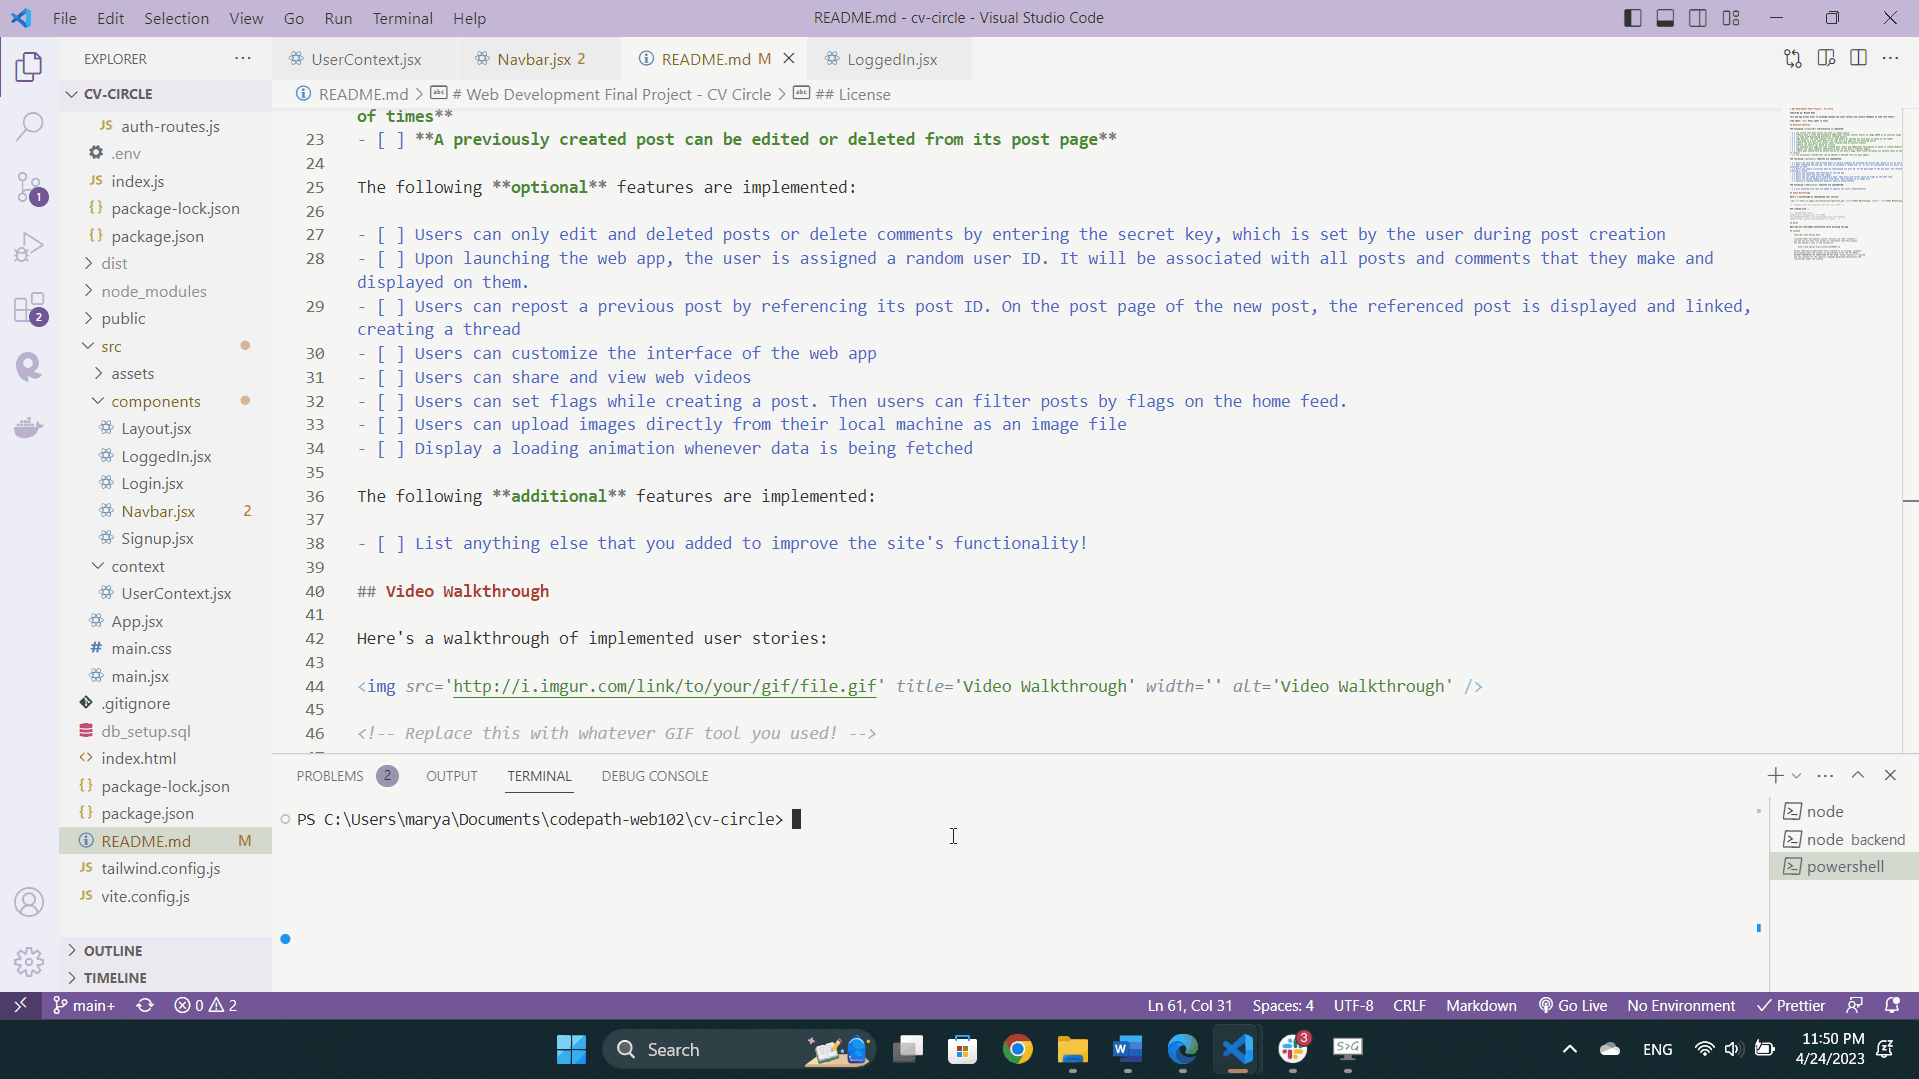 File Edit Selection View Go Run Terminal Help
README.md - cv-circle - Visual Studio Code
EXPLORER
UserContext.jsx
Navbar.jsx 2
README.md M
LoggedIn.jsx
CV-CIRCLE
README.md > # Web Development Final Project - CV Circle > ## License
auth-routes.js
.env
index.js
package-lock.json
package.json
dist
node_modules
public
src
assets
components
Layout.jsx
LoggedIn.jsx
Login.jsx
Navbar.jsx 2
Signup.jsx
context
UserContext.jsx
App.jsx
main.css
main.jsx
.gitignore
db_setup.sql
index.html
package-lock.json
package.json
README.md M
tailwind.config.js
vite.config.js
OUTLINE
TIMELINE
1
2
of times**
23 - [ ] **A previously created post can be edited or deleted from its post page**
24
25 The following **optional** features are implemented:
26
27 - [ ] Users can only edit and deleted posts or delete comments by entering the secret key, which is set by the user during post creation
28 - [ ] Upon launching the web app, the user is assigned a random user ID. It will be associated with all posts and comments that they make and
displayed on them.
29 - [ ] Users can repost a previous post by referencing its post ID. On the post page of the new post, the referenced post is displayed and linked,
creating a thread
30 - [ ] Users can customize the interface of the web app
31 - [ ] Users can share and view web videos
32 - [ ] Users can set flags while creating a post. Then users can filter posts by flags on the home feed.
33 - [ ] Users can upload images directly from their local machine as an image file
34 - [ ] Display a loading animation whenever data is being fetched
35
36 The following **additional** features are implemented:
37
38 - [ ] List anything else that you added to improve the site's functionality!
39
40 ## Video Walkthrough
41
42 Here's a walkthrough of implemented user stories:
43
44 <img src='http://i.imgur.com/link/to/your/gif/file.gif' title='Video Walkthrough' width='' alt='Video Walkthrough' />
45
46 <!-- Replace this with whatever GIF tool you used! -->
PROBLEMS 2 OUTPUT TERMINAL DEBUG CONSOLE
PS C:\Users\marya\Documents\codepath-web102\cv-circle>
node
node backend
powershell
main+ 0 2
Ln 61, Col 31 Spaces: 4 UTF-8 CRLF Markdown Go Live No Environment Prettier
Search
W
3
S>G
ENG
11:50 PM
4/24/2023